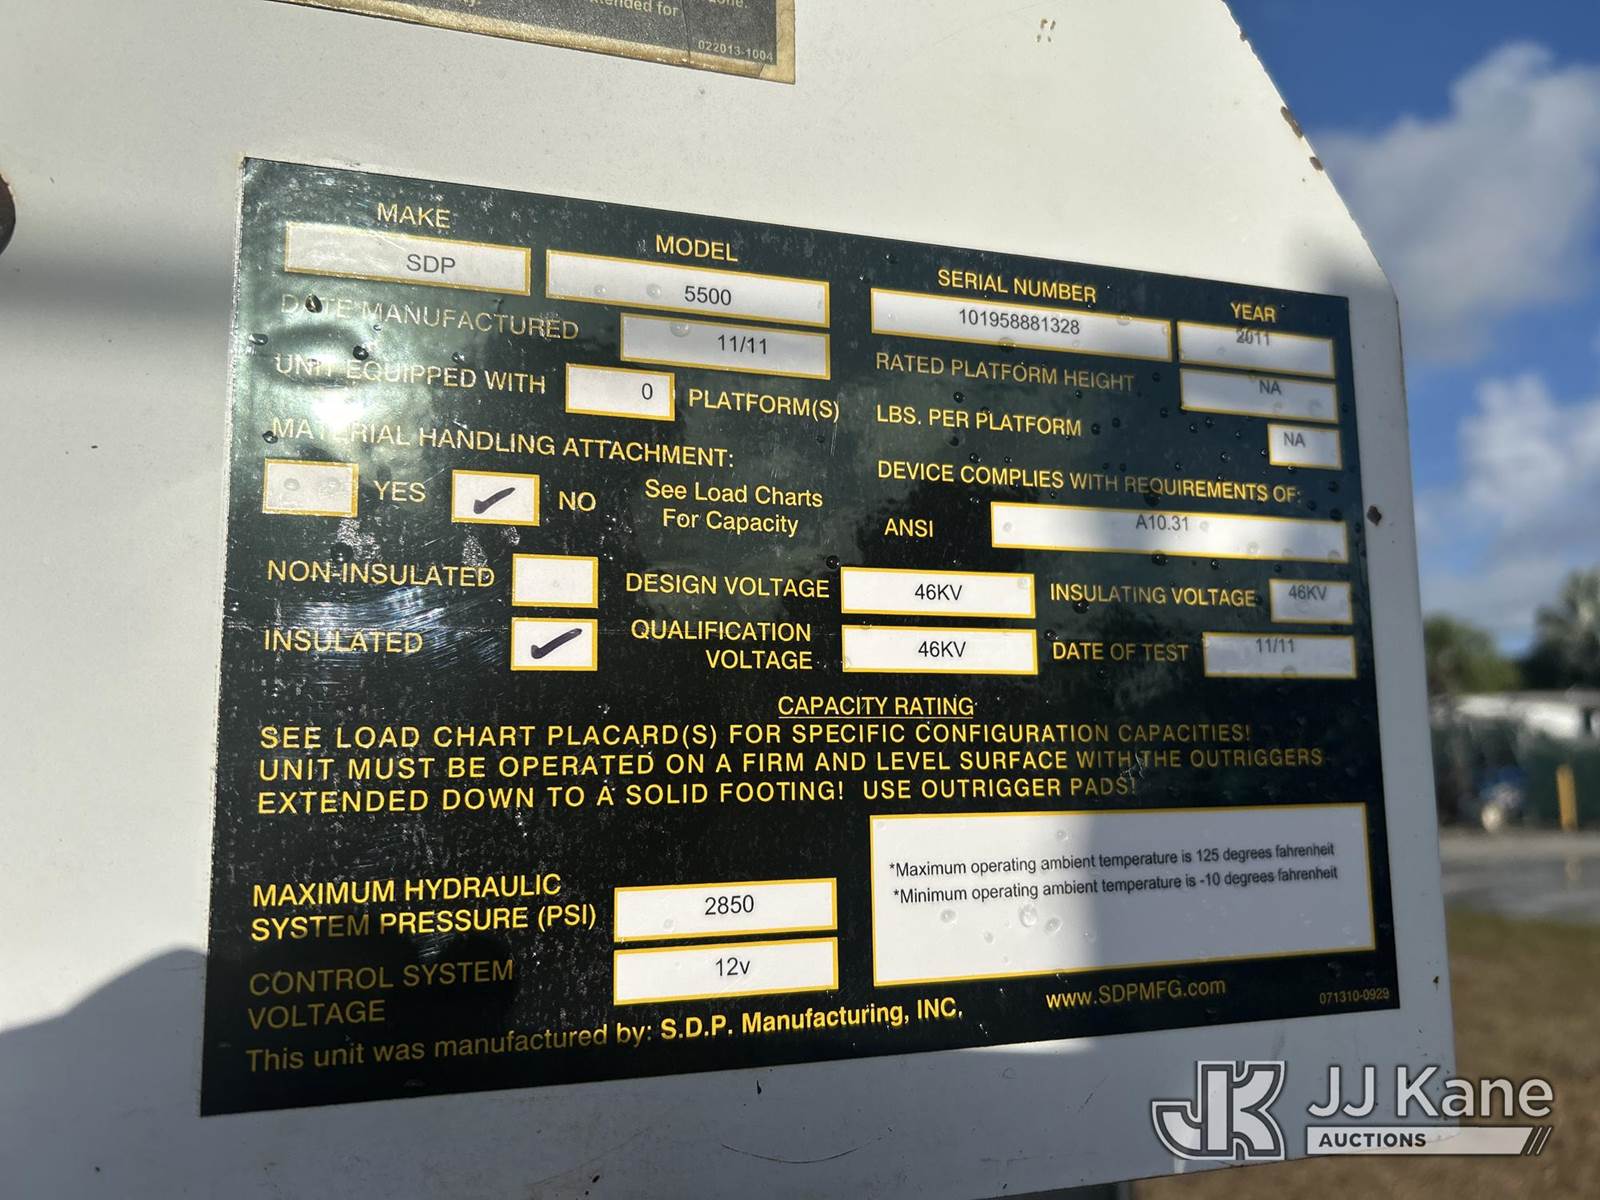 tended for
022013-1004
MAKE
SDP
MODEL
5500
SERIAL NUMBER
101958881328
YEAR
2011
DATE MANUFACTURED
11/11
RATED PLATFORM HEIGHT
NA
UNIT EQUIPPED WITH 0 PLATFORM(S)
LBS. PER PLATFORM
NA
MATERIAL HANDLING ATTACHMENT:
YES
NO
See Load Charts
For Capacity
DEVICE COMPLIES WITH REQUIREMENTS OF:
ANSI A10.31
NON-INSULATED
DESIGN VOLTAGE 46KV
INSULATING VOLTAGE 46KV
INSULATED
QUALIFICATION
VOLTAGE
46KV
DATE OF TEST 11/11
CAPACITY RATING
SEE LOAD CHART PLACARD(S) FOR SPECIFIC CONFIGURATION CAPACITIES!
UNIT MUST BE OPERATED ON A FIRM AND LEVEL SURFACE WITH THE OUTRIGGERS
EXTENDED DOWN TO A SOLID FOOTING! USE OUTRIGGER PADS!
MAXIMUM HYDRAULIC
SYSTEM PRESSURE (PSI)
2850
CONTROL SYSTEM
VOLTAGE
12v
*Maximum operating ambient temperature is 125 degrees fahrenheit
*Minimum operating ambient temperature is -10 degrees fahrenheit
This unit was manufactured by: S.D.P. Manufacturing, INC.
www.SDPMFG.com
071310-0929
JK
JJ Kane
AUCTIONS